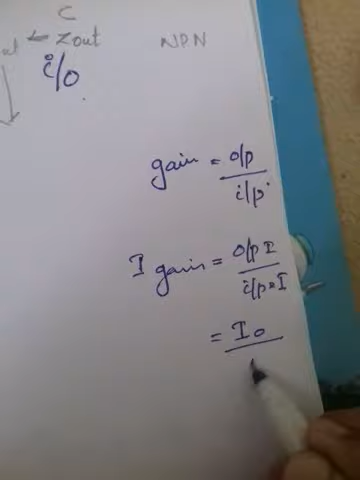 C
← Zout NPN
i/o
gain = o/p / i/p
I gain = o/p I / i/p I
= Io